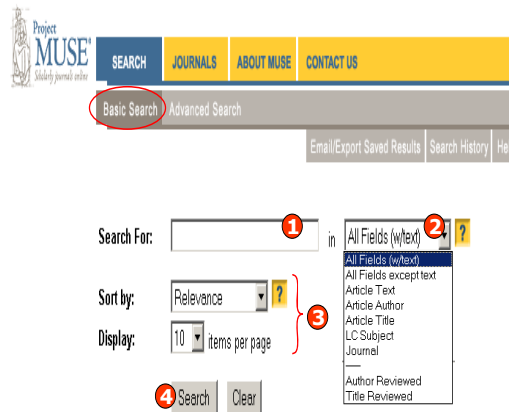 Project
MUSE®
Scholarly journals online
SEARCH JOURNALS ABOUT MUSE CONTACT US
Basic Search Advanced Search
Email/Export Saved Results Search History He
Search For: 1 in All Fields (w/text) 2 ?
All Fields (w/text)
All Fields except text
Article Text
Article Author
Article Title
LC Subject
Journal
-----
Author Reviewed
Title Reviewed
Sort by: Relevance ?
3
Display: 10 items per page
4 Search Clear